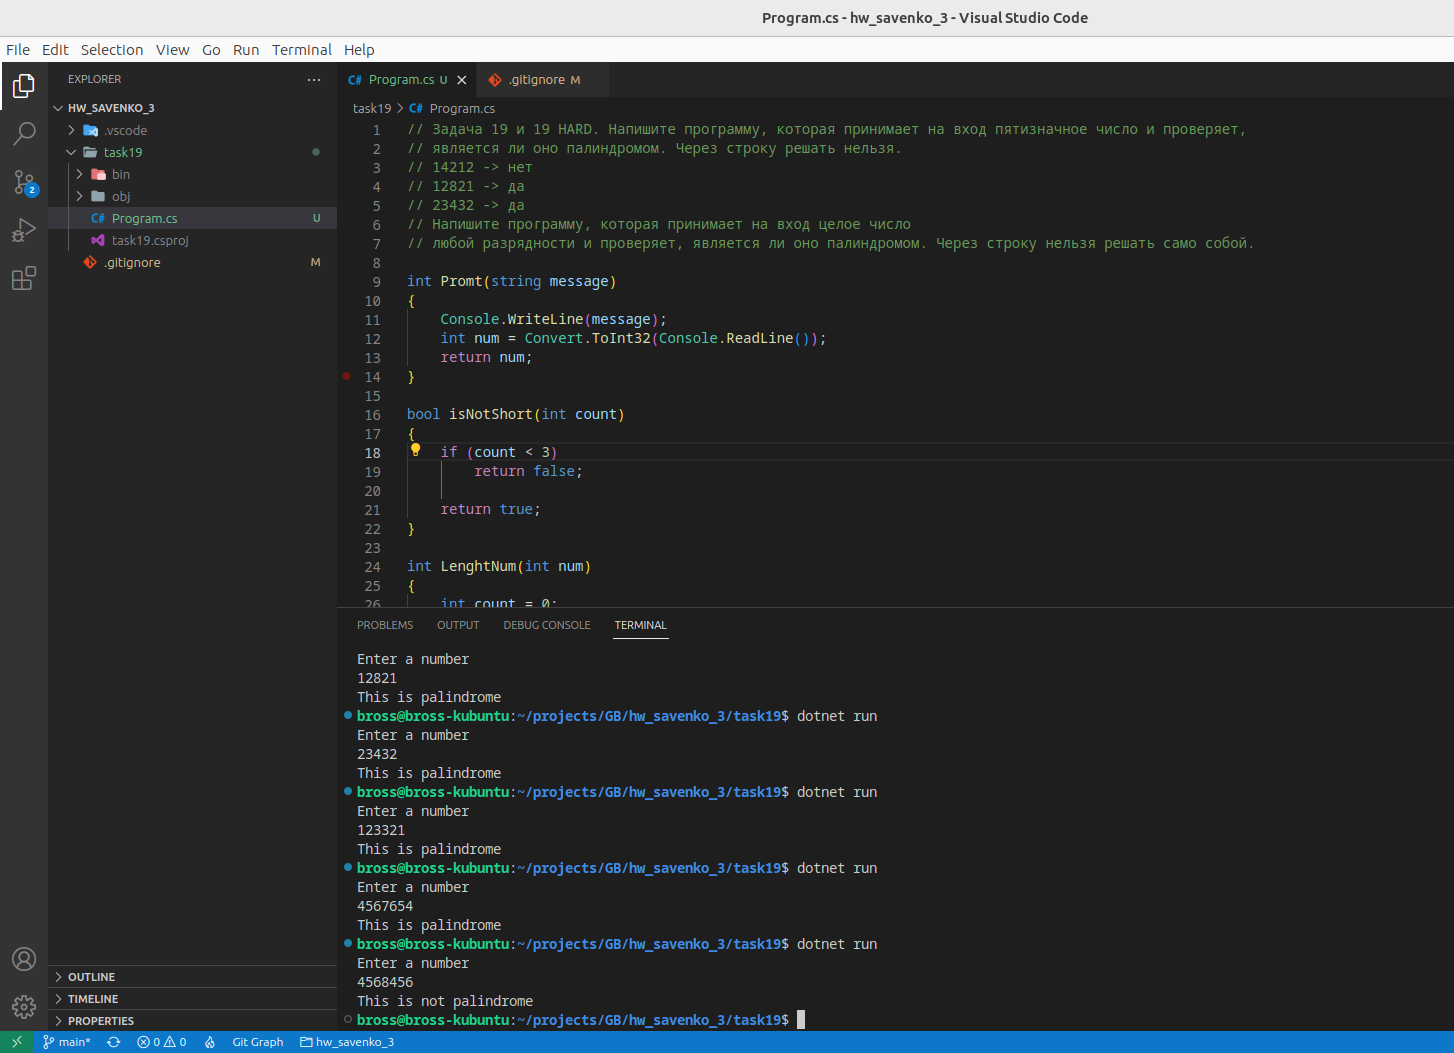 Program.cs - hw_savenko_3 - Visual Studio Code
File Edit Selection View Go Run Terminal Help
EXPLORER
HW_SAVENKO_3
.vscode
task19
bin
obj
Program.cs U
task19.csproj
.gitignore M
2
OUTLINE
TIMELINE
PROPERTIES
C# Program.cs U .gitignore M
task19 > C# Program.cs
1 // Задача 19 и 19 HARD. Напишите программу, которая принимает на вход пятизначное число и проверяет,
2 // является ли оно палиндромом. Через строку решать нельзя.
3 // 14212 -> нет
4 // 12821 -> да
5 // 23432 -> да
6 // Напишите программу, которая принимает на вход целое число
7 // любой разрядности и проверяет, является ли оно палиндромом. Через строку нельзя решать само собой.
8
9 int Promt(string message)
10 {
11 Console.WriteLine(message);
12 int num = Convert.ToInt32(Console.ReadLine());
13 return num;
14 }
15
16 bool isNotShort(int count)
17 {
18 if (count < 3)
19 return false;
20
21 return true;
22 }
23
24 int LenghtNum(int num)
25 {
26 int count = 0;
PROBLEMS OUTPUT DEBUG CONSOLE TERMINAL
Enter a number
12821
This is palindrome
bross@bross-kubuntu:~/projects/GB/hw_savenko_3/task19$ dotnet run
Enter a number
23432
This is palindrome
bross@bross-kubuntu:~/projects/GB/hw_savenko_3/task19$ dotnet run
Enter a number
123321
This is palindrome
bross@bross-kubuntu:~/projects/GB/hw_savenko_3/task19$ dotnet run
Enter a number
4567654
This is palindrome
bross@bross-kubuntu:~/projects/GB/hw_savenko_3/task19$ dotnet run
Enter a number
4568456
This is not palindrome
bross@bross-kubuntu:~/projects/GB/hw_savenko_3/task19$
main* 0 0 Git Graph hw_savenko_3